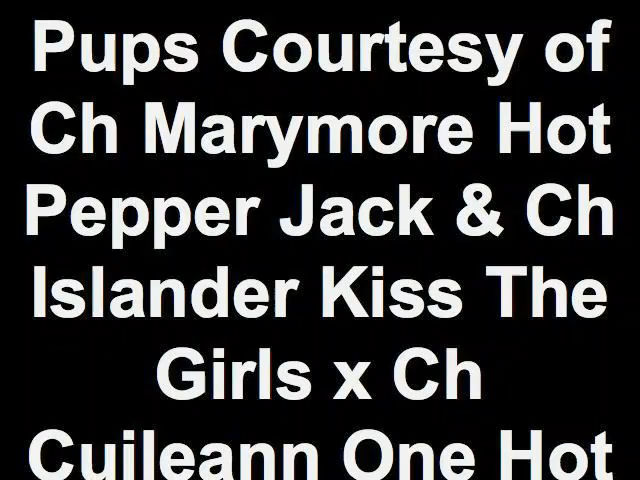 Pups Courtesy of
Ch Marymore Hot
Pepper Jack & Ch
Islander Kiss The
Girls x Ch
Cuileann One Hot